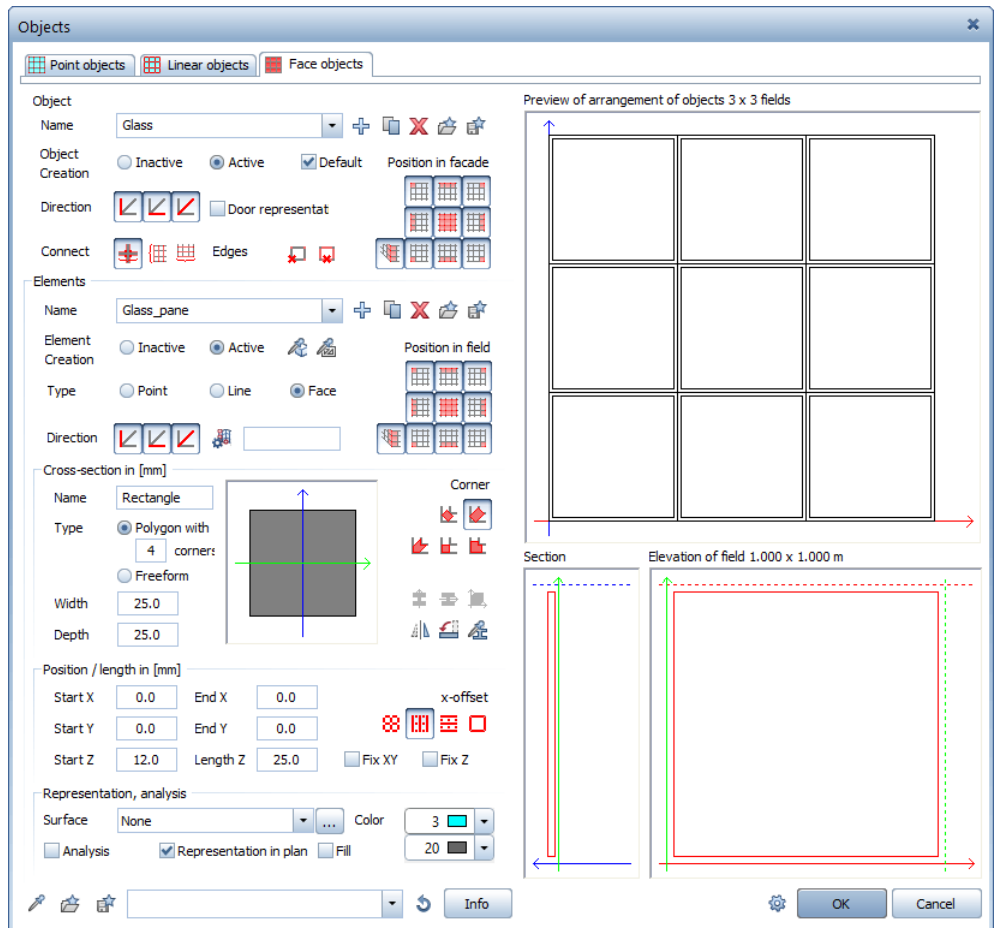 Objects
Point objects Linear objects Face objects
Object
Name Glass
Object Creation Inactive Active Default Position in facade
Direction Door representat
Connect Edges
Elements
Name Glass_pane
Element Creation Inactive Active Position in field
Type Point Line Face
Direction
Cross-section in [mm]
Name Rectangle Corner
Type Polygon with
4 corners
Freeform
Width 25.0
Depth 25.0
Position / length in [mm]
Start X 0.0 End X 0.0 x-offset
Start Y 0.0 End Y 0.0
Start Z 12.0 Length Z 25.0 Fix XY Fix Z
Representation, analysis
Surface None ... Color 3
Analysis Representation in plan Fill 20
Preview of arrangement of objects 3 x 3 fields
Section Elevation of field 1.000 x 1.000 m
Info OK Cancel